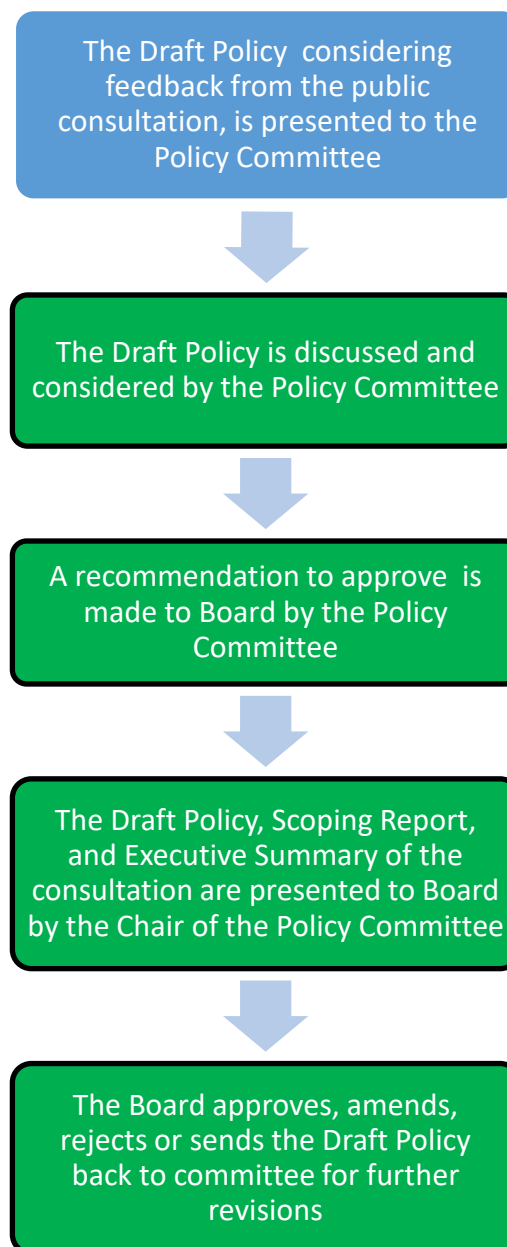 The Draft Policy  considering
feedback from the public
consultation, is presented to the
Policy Committee
The Draft Policy is discussed and
considered by the Policy Committee
A recommendation to approve  is
made to Board by the Policy
Committee
The Draft Policy, Scoping Report,
and Executive Summary of the
consultation are presented to Board
by the Chair of the Policy Committee
The Board approves, amends,
rejects or sends the Draft Policy
back to committee for further
revisions